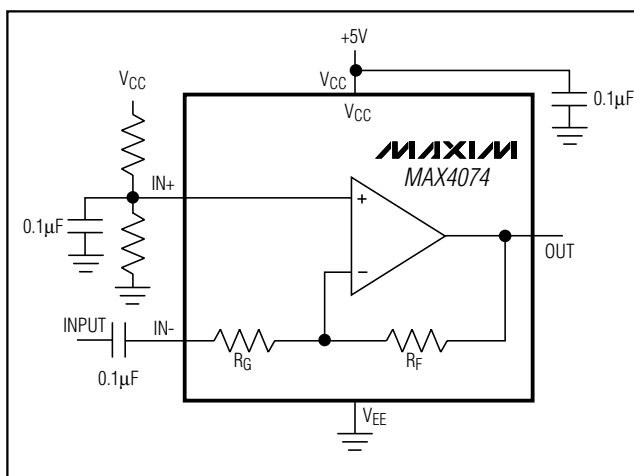 +5V
VCC
VCC
VCC
0.1µF
MAXIM
MAX4074
IN+
+
0.1µF
−
OUT
INPUT
IN-
RG
RF
0.1µF
VEE